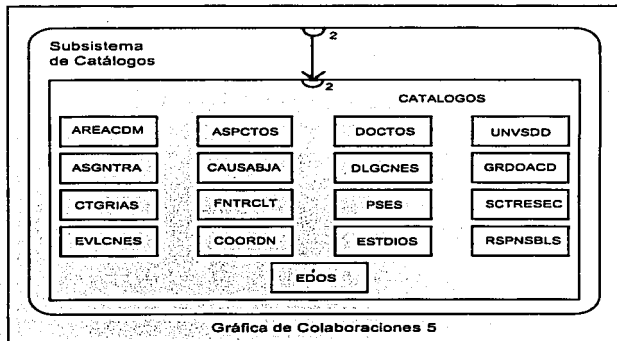 2
Subsistema
de Catálogos
2
CATALOGOS
AREACDM ASPCTOS DOCTOS UNVSDD
ASGNTRA CAUSABJA DLGCNES GRDOACD
CTGRIAS FNTRCLT PSES SCTRESEC
EVLCNES COORDN ESTDIOS RSPNSBLS
EDOS
Gráfica de Colaboraciones 5